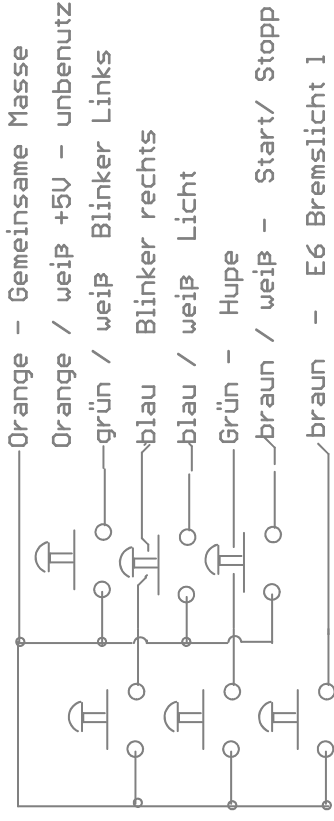 Orange - Gemeinsame Masse
Orange / weiß +5V - unbenutz
grün / weiß Blinker Links
blau Blinker rechts
blau / weiß Licht
Grün - Hupe
braun / weiß - Start/ Stopp
braun - E6 Bremslicht 1